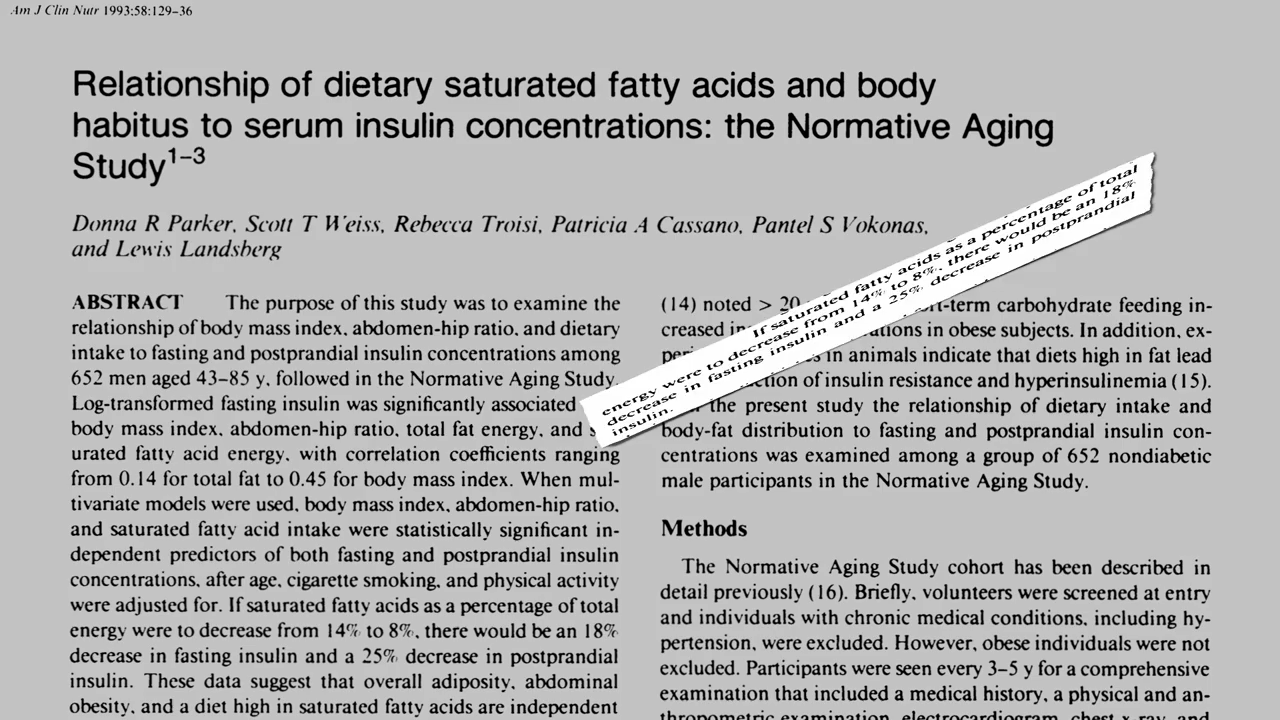 Am J Clin Nutr 1993;58:129–36
Relationship of dietary saturated fatty acids and body
habitus to serum insulin concentrations: the Normative Aging
Study1–3
Donna R Parker, Scott T Weiss, Rebecca Troisi, Patricia A Cassano, Pantel S Vokonas,
and Lewis Landsberg
ABSTRACT The purpose of this study was to examine the
relationship of body mass index, abdomen-hip ratio, and dietary
intake to fasting and postprandial insulin concentrations among
652 men aged 43–85 y, followed in the Normative Aging Study.
Log-transformed fasting insulin was significantly associated
body mass index, abdomen-hip ratio, total fat energy, and
urated fatty acid energy, with correlation coefficients ranging
from 0.14 for total fat to 0.45 for body mass index. When mul-
tivariate models were used, body mass index, abdomen-hip ratio,
and saturated fatty acid intake were statistically significant in-
dependent predictors of both fasting and postprandial insulin
concentrations, after age, cigarette smoking, and physical activity
were adjusted for. If saturated fatty acids as a percentage of total
energy were to decrease from 14% to 8%, there would be an 18%
decrease in fasting insulin and a 25% decrease in postprandial
insulin. These data suggest that overall adiposity, abdominal
obesity, and a diet high in saturated fatty acids are independent
If saturated fatty acids as a percentage of total
energy were to decrease from 14% to 8%, there would be an 18%
decrease in fasting insulin and a 25% decrease in postprandial
insulin.
(14) noted > 20 carbohydrate feeding in-
creased in obese subjects. In addition, ex-
in animals indicate that diets high in fat lead
of insulin resistance and hyperinsulinemia (15).
the present study the relationship of dietary intake and
body-fat distribution to fasting and postprandial insulin con-
centrations was examined among a group of 652 nondiabetic
male participants in the Normative Aging Study.
Methods
The Normative Aging Study cohort has been described in
detail previously (16). Briefly, volunteers were screened at entry
and individuals with chronic medical conditions, including hy-
pertension, were excluded. However, obese individuals were not
excluded. Participants were seen every 3–5 y for a comprehensive
examination that included a medical history, a physical and an-
thropometric examination, electrocardiogram, chest x-ray, and